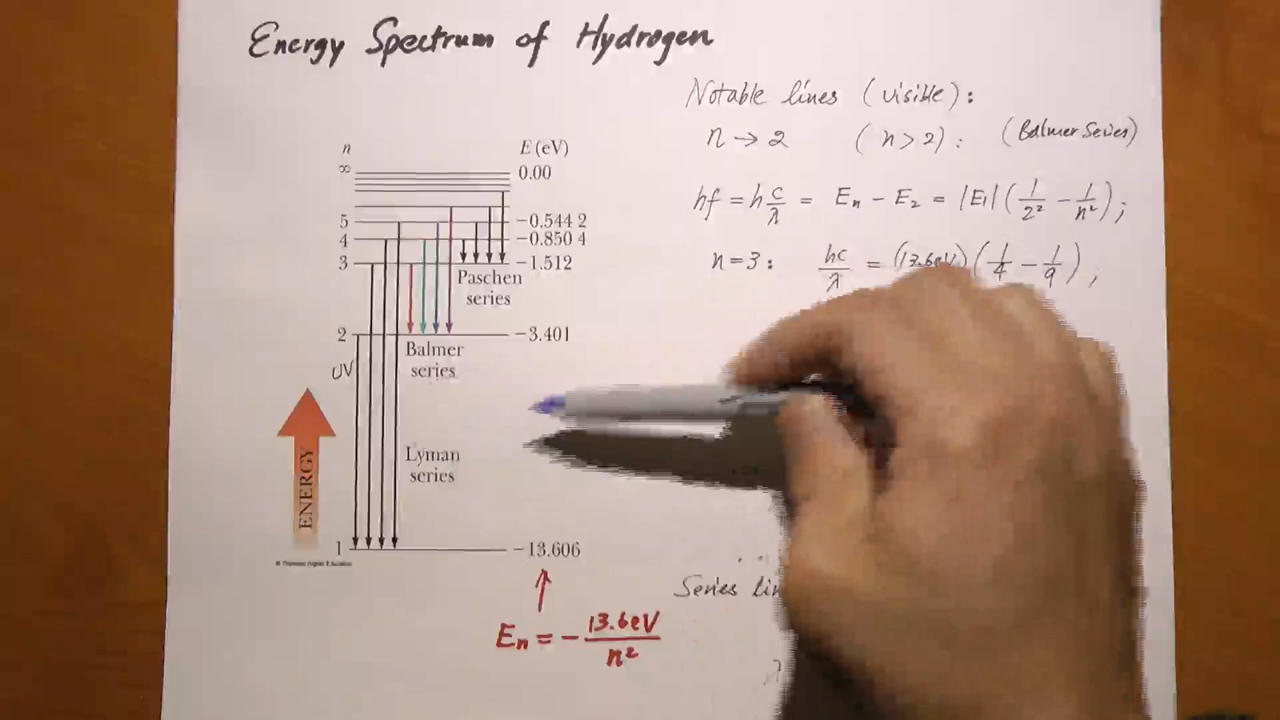 Energy Spectrum of Hydrogen
n E (eV)
∞ 0.00
5 −0.544 2
4 −0.850 4
3 −1.512
Paschen
series
2 −3.401
Balmer
series
UV
Lyman
series
ENERGY
1 −13.606
En = − 13.6eV / n²
Notable lines (visible):
n → 2 (n > 2): (Balmer Series)
hf = h c/λ = En − E2 = |E1| ( 1/2² − 1/n² );
n = 3: hc/λ = (13.6eV) ( 1/4 − 1/9 ),
Series
λ